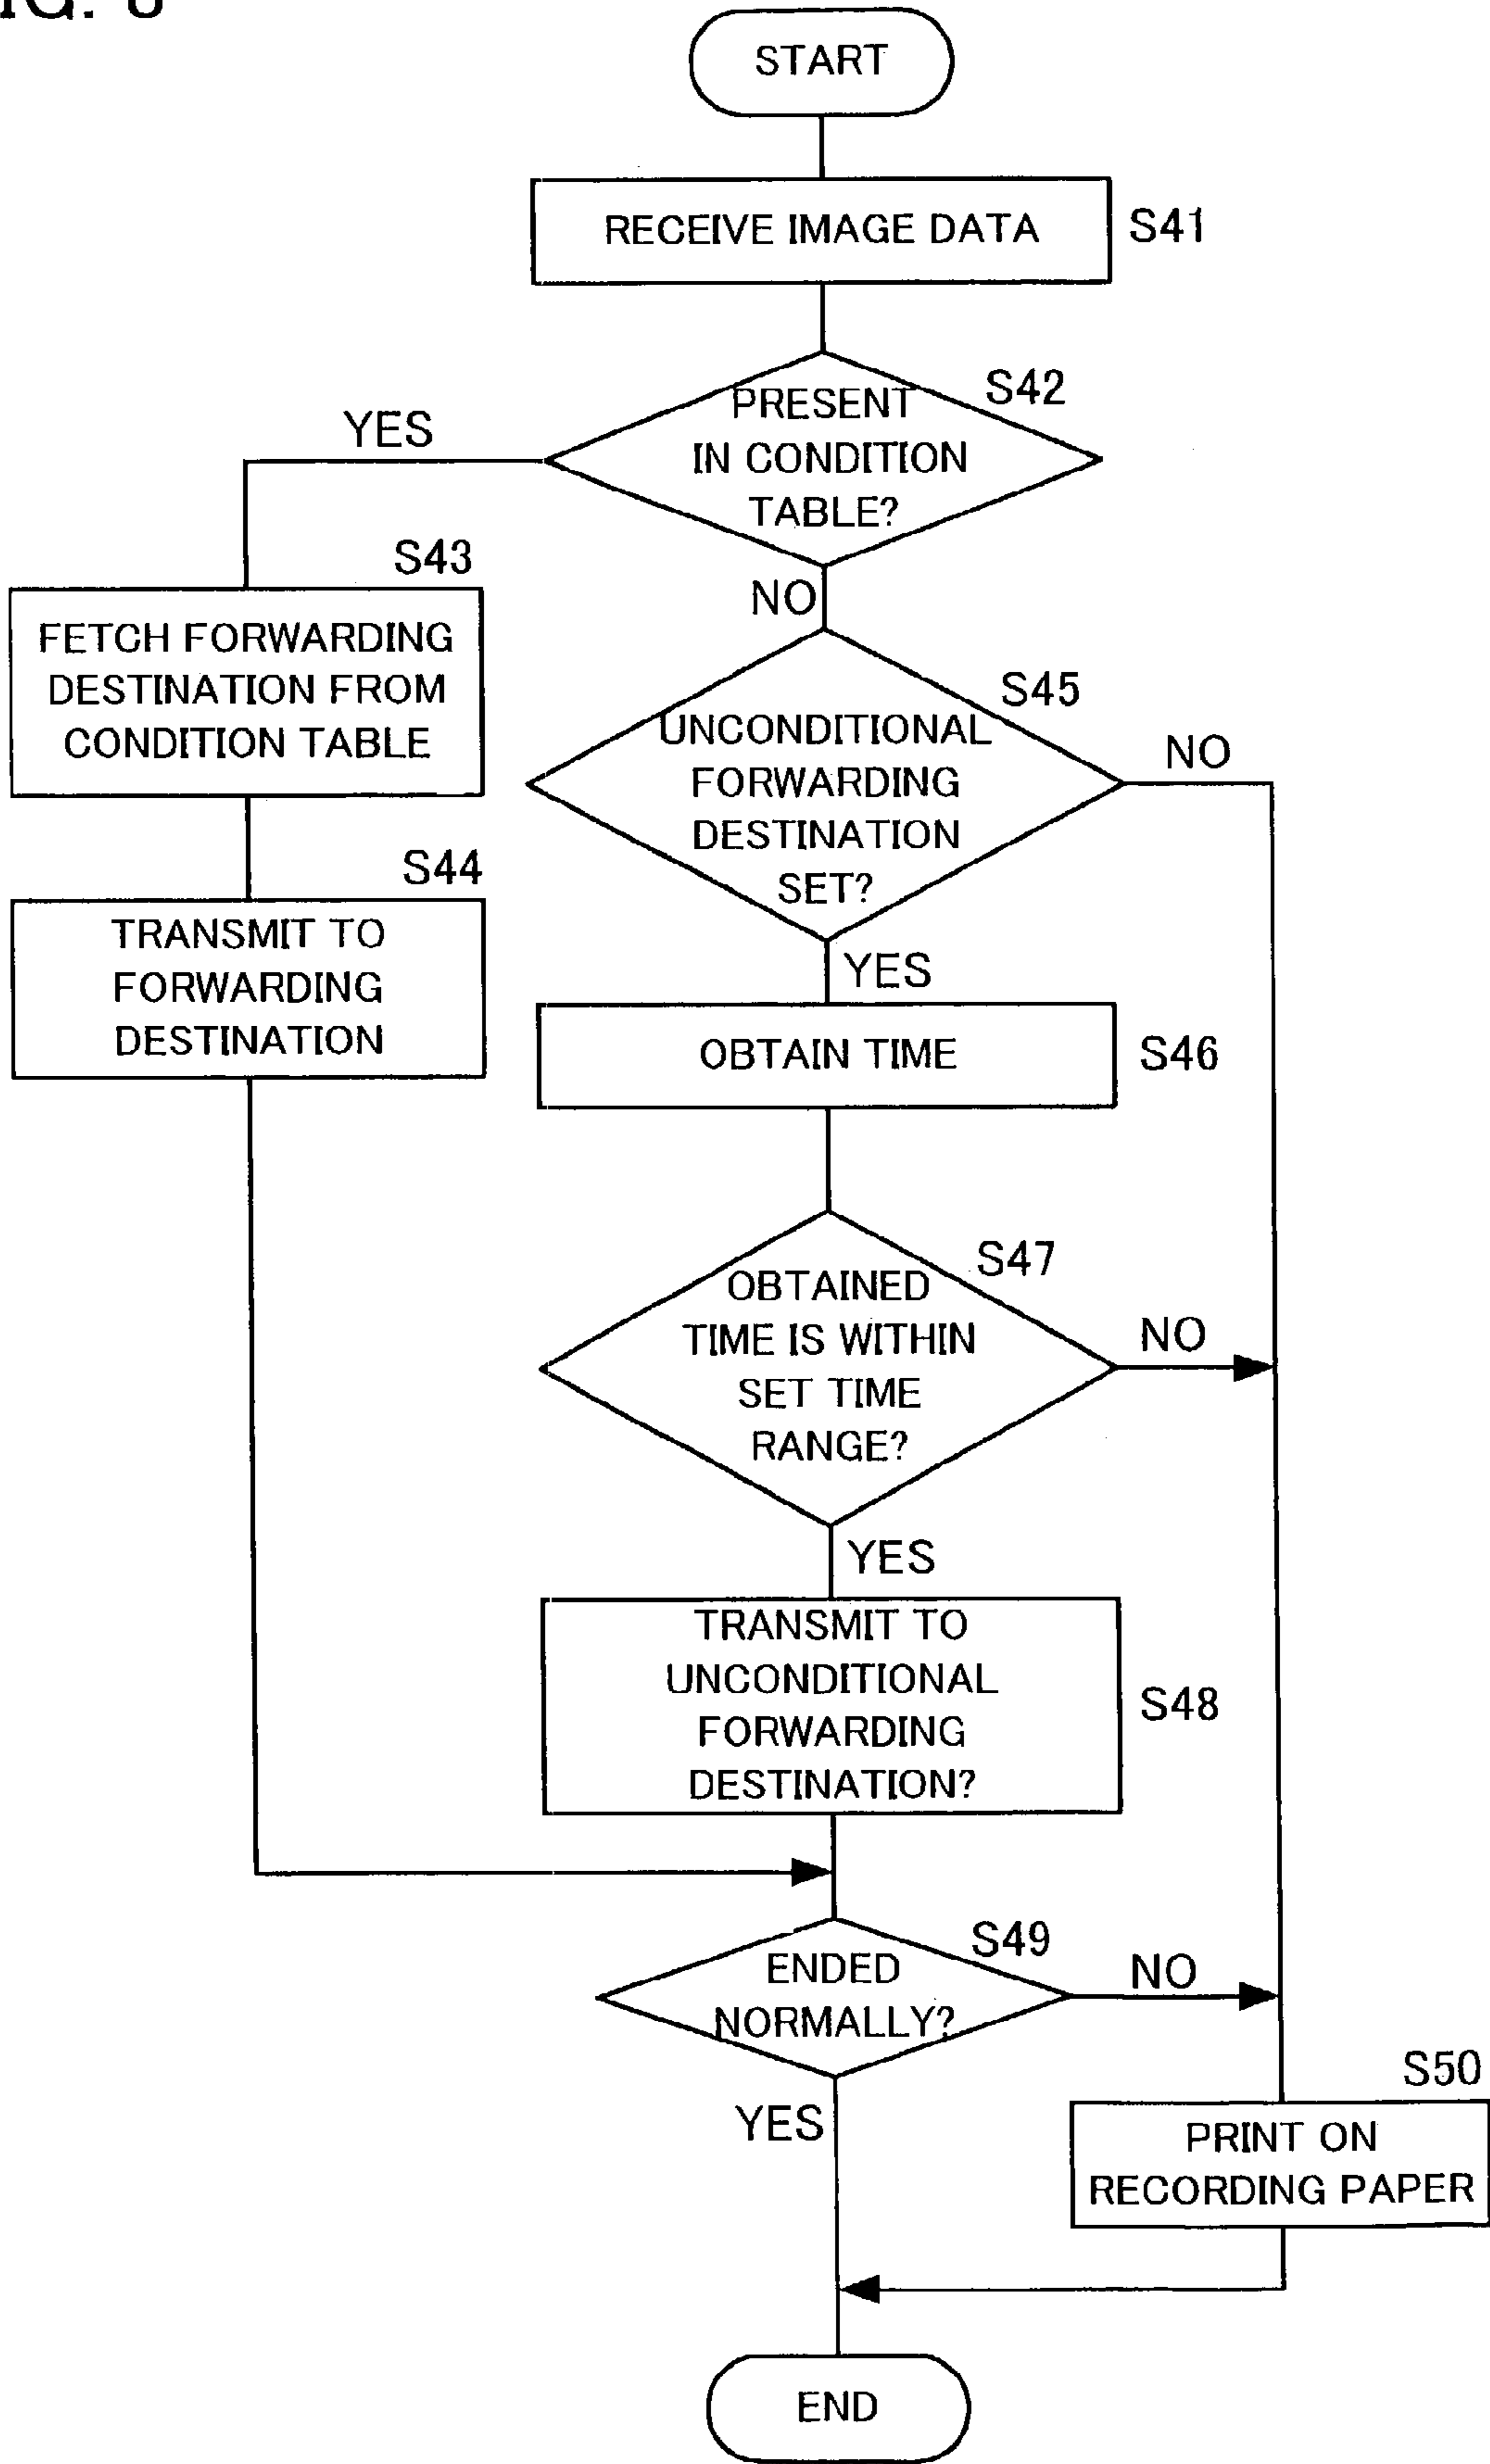 START
RECEIVE IMAGE DATA
S41
S42
PRESENT
IN CONDITION
TABLE?
YES
NO
S43
FETCH FORWARDING
DESTINATION FROM
CONDITION TABLE
S44
TRANSMIT TO
FORWARDING
DESTINATION
S45
UNCONDITIONAL
FORWARDING
DESTINATION
SET?
NO
YES
OBTAIN TIME
S46
S47
OBTAINED
TIME IS WITHIN
SET TIME
RANGE?
NO
YES
TRANSMIT TO
UNCONDITIONAL
FORWARDING
DESTINATION?
S48
S49
ENDED
NORMALLY?
NO
YES
S50
PRINT ON
RECORDING PAPER
END